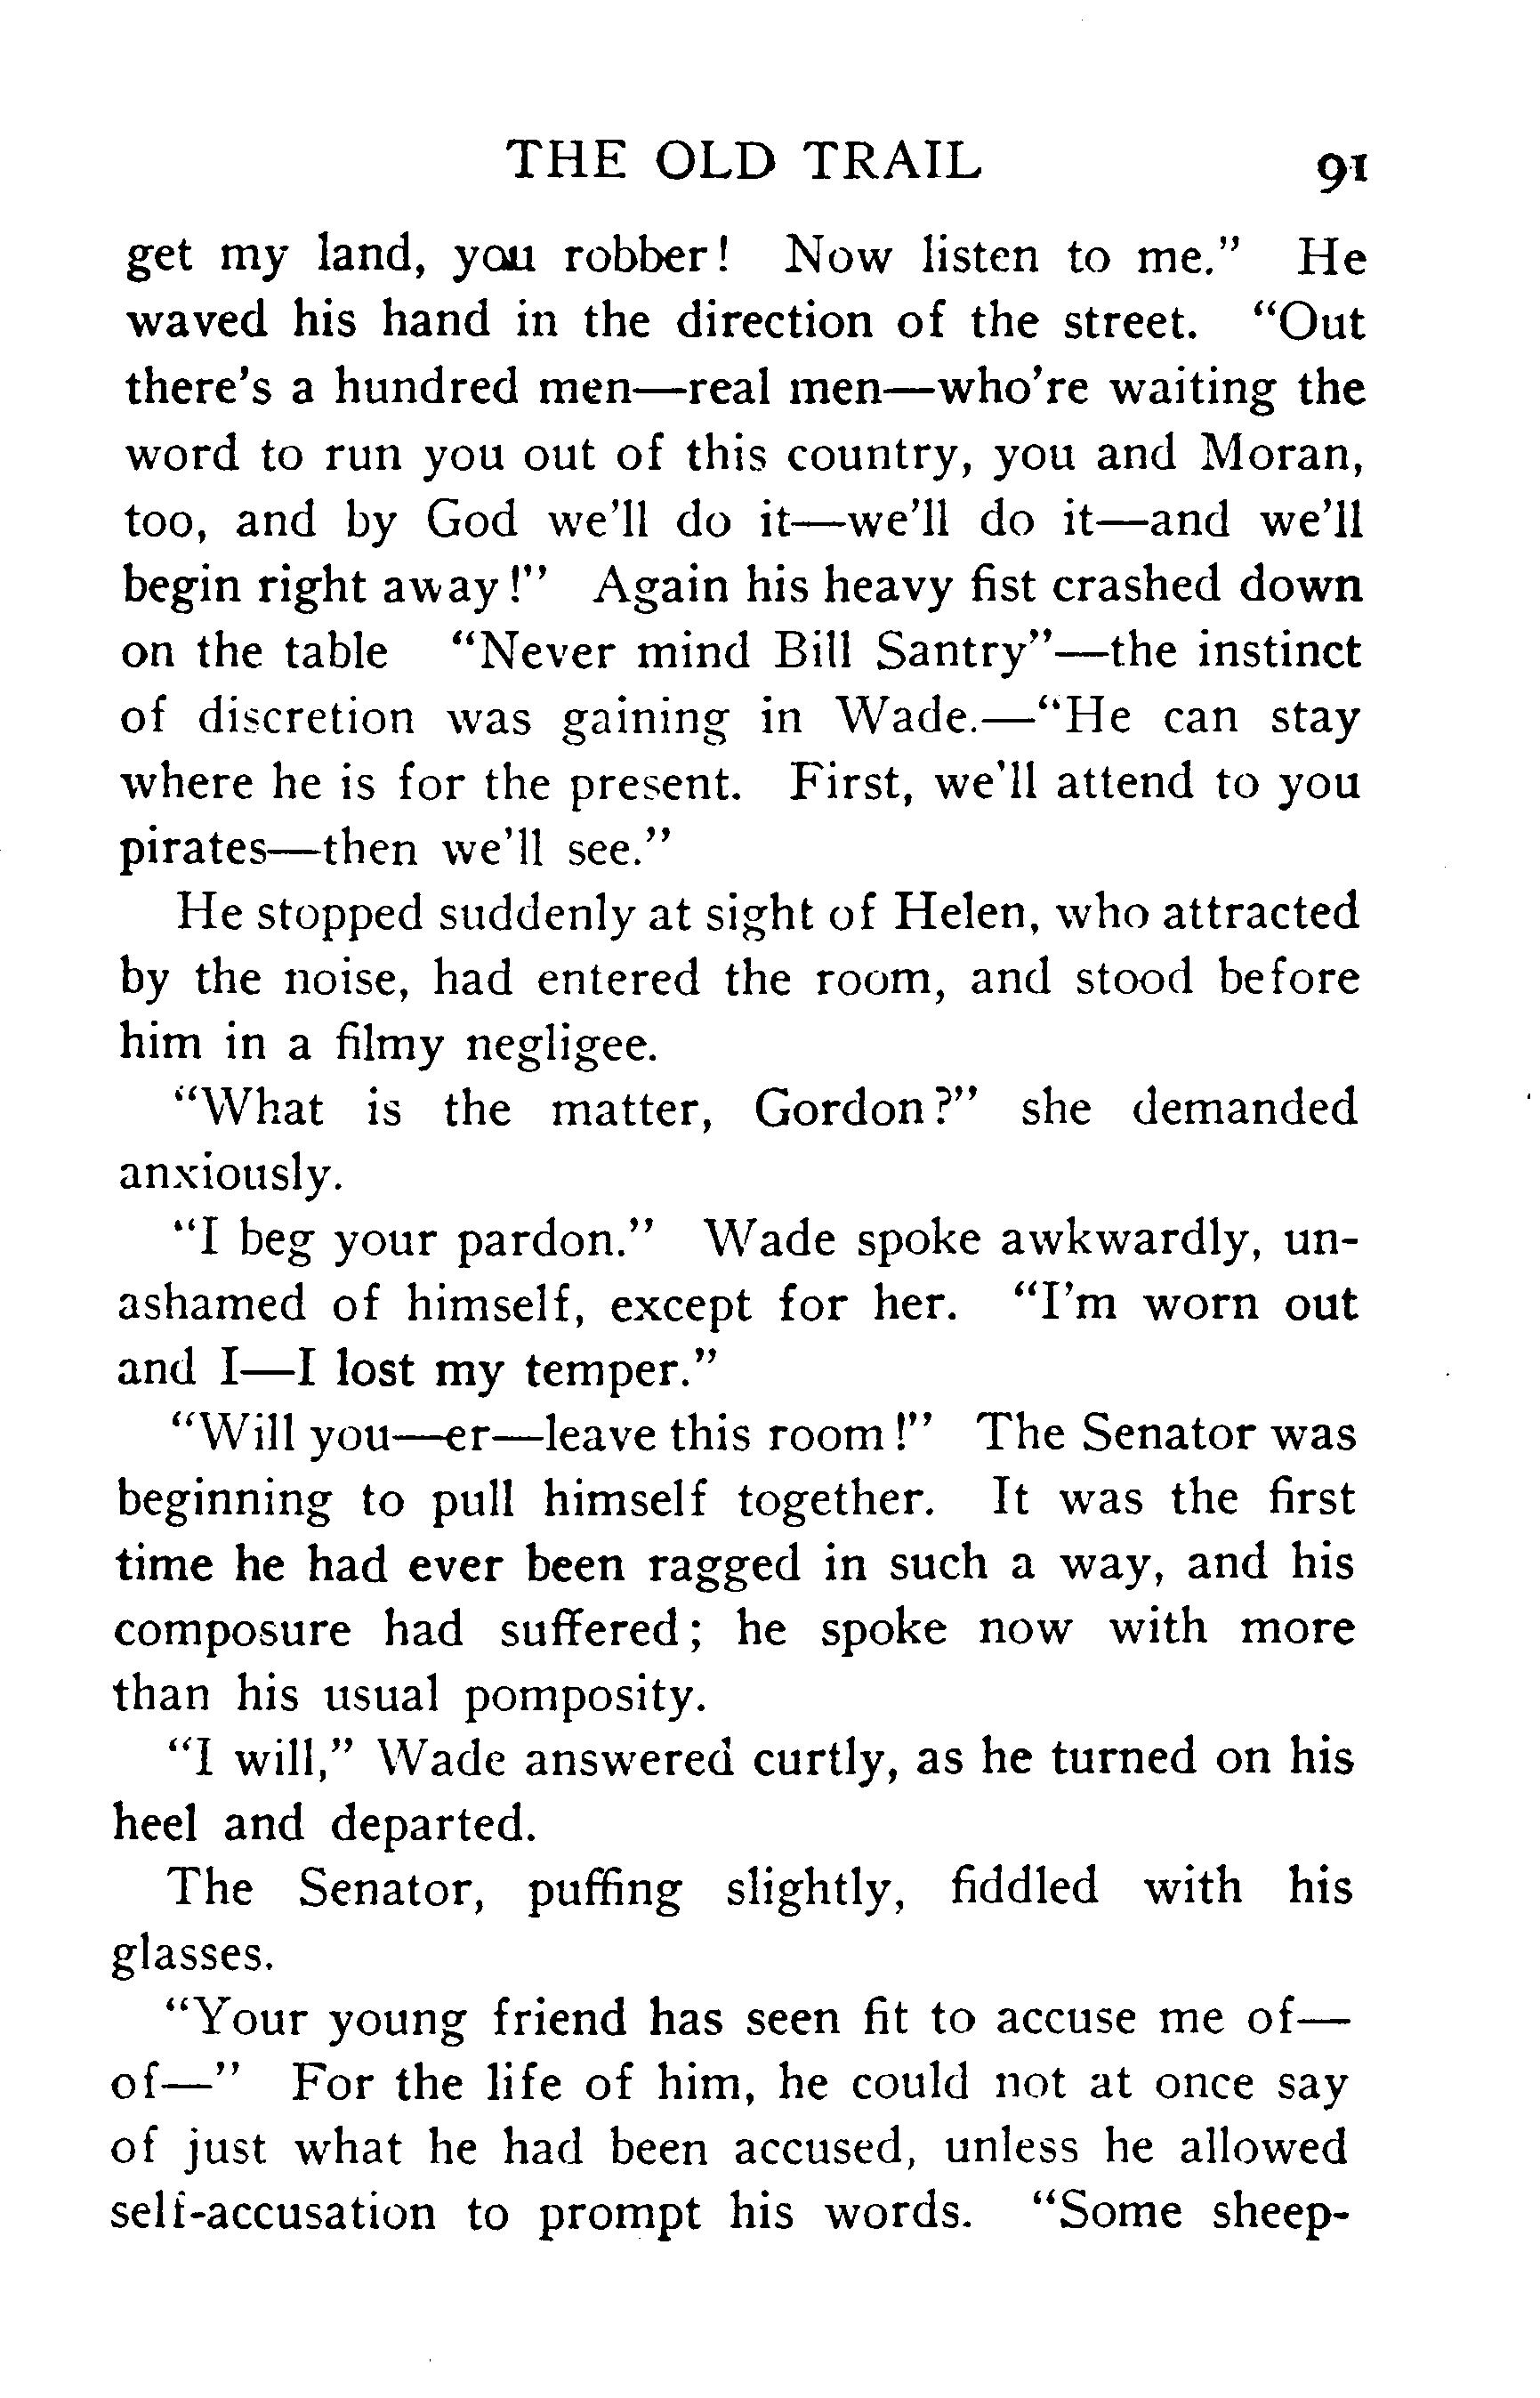 THE OLD TRAIL 91
get my land, you robber! Now listen to me." He
waved his hand in the direction of the street. "Out
there's a hundred men—real men—who're waiting the
word to run you out of this country, you and Moran,
too, and by God we'll do it—we'll do it—and we'll
begin right away!" Again his heavy fist crashed down
on the table "Never mind Bill Santry"—the instinct
of discretion was gaining in Wade.—"He can stay
where he is for the present. First, we'll attend to you
pirates—then we'll see."
He stopped suddenly at sight of Helen, who attracted
by the noise, had entered the room, and stood before
him in a filmy negligee.
"What is the matter, Gordon?" she demanded
anxiously.
"I beg your pardon." Wade spoke awkwardly, un-
ashamed of himself, except for her. "I'm worn out
and I—I lost my temper."
"Will you—er—leave this room!" The Senator was
beginning to pull himself together. It was the first
time he had ever been ragged in such a way, and his
composure had suffered; he spoke now with more
than his usual pomposity.
"I will," Wade answered curtly, as he turned on his
heel and departed.
The Senator, puffing slightly, fiddled with his
glasses.
"Your young friend has seen fit to accuse me of—
of—" For the life of him, he could not at once say
of just what he had been accused, unless he allowed
self-accusation to prompt his words. "Some sheep-